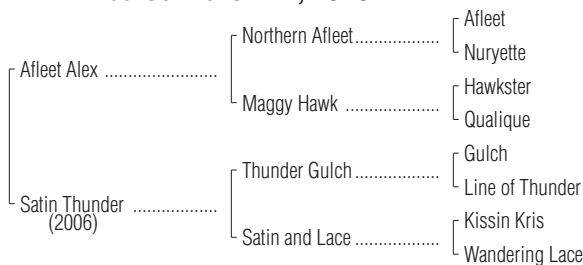 Afleet
Northern Afleet ...................
Nuryette
Afleet Alex .........................
Hawkster
Maggy Hawk .....................
Qualique
Gulch
Thunder Gulch ...................
Line of Thunder
Satin Thunder ...................
(2006)
Kissin Kris
Satin and Lace ...................
Wandering Lace